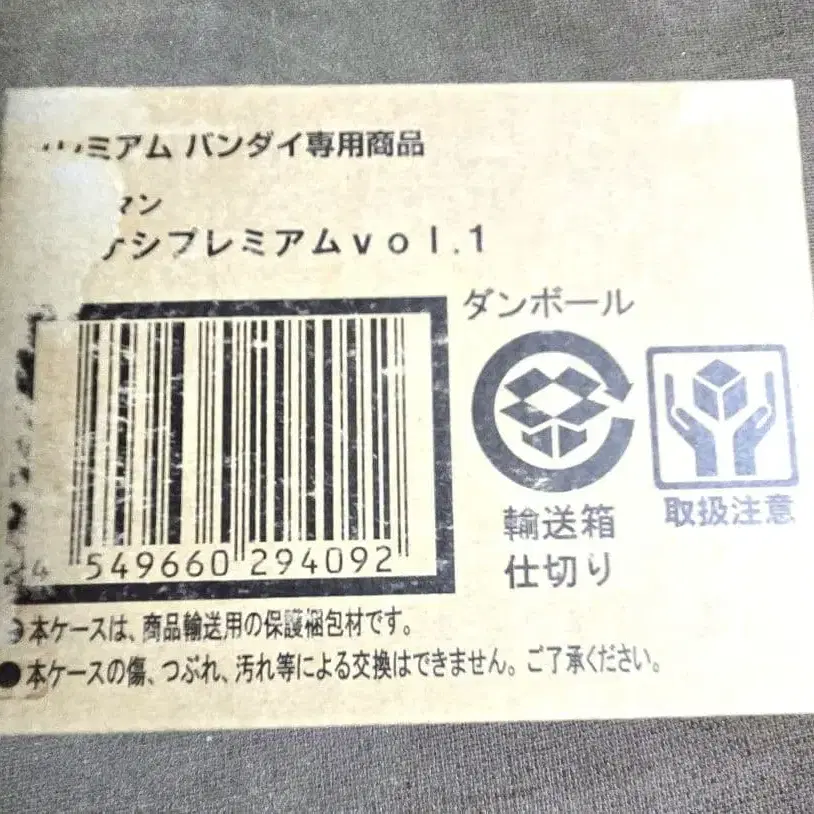 ミアム バンダイ専用商品
マン
ケシプレミアムvol.1
ダンボール
4 549660 294092
輸送箱
仕切り
取扱注意
●本ケースは、商品輸送用の保護梱包材です。
●本ケースの傷、つぶれ、汚れ等による交換はできません。ご了承ください。